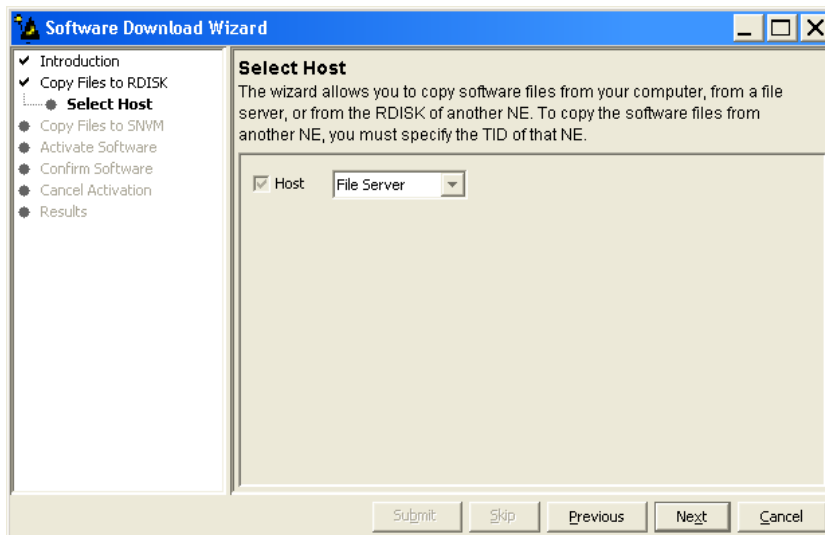 Software Download Wizard
Introduction
Copy Files to RDISK
Select Host
Copy Files to SNVM
Activate Software
Confirm Software
Cancel Activation
Results
Select Host
The wizard allows you to copy software files from your computer, from a file
server, or from the RDISK of another NE. To copy the software files from
another NE, you must specify the TID of that NE.
Host File Server
Submit Skip Previous Next Cancel